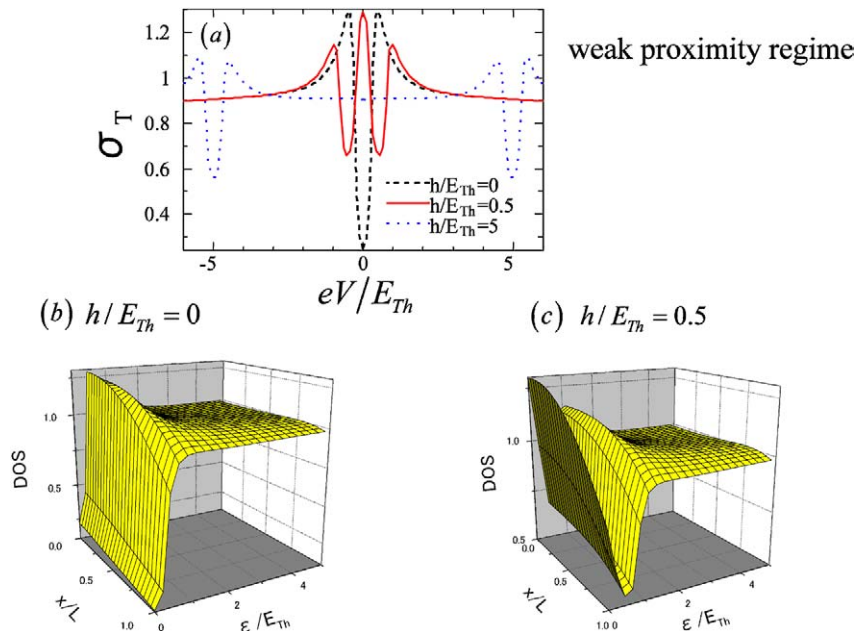 (a)
weak proximity regime
1.2
1
0.8
0.6
0.4
σ_T
h/E_Th=0
h/E_Th=0.5
h/E_Th=5
-5 0 5
eV/E_Th
(b) h/E_Th = 0
(c) h/E_Th = 0.5
DOS
1.0
0.5
0.0
0.0
0.5
1.0
x/L
0 2 4
ε/E_Th
DOS
1.0
0.5
0.0
0.5
1.0
x/L
0 2 4
ε/E_Th